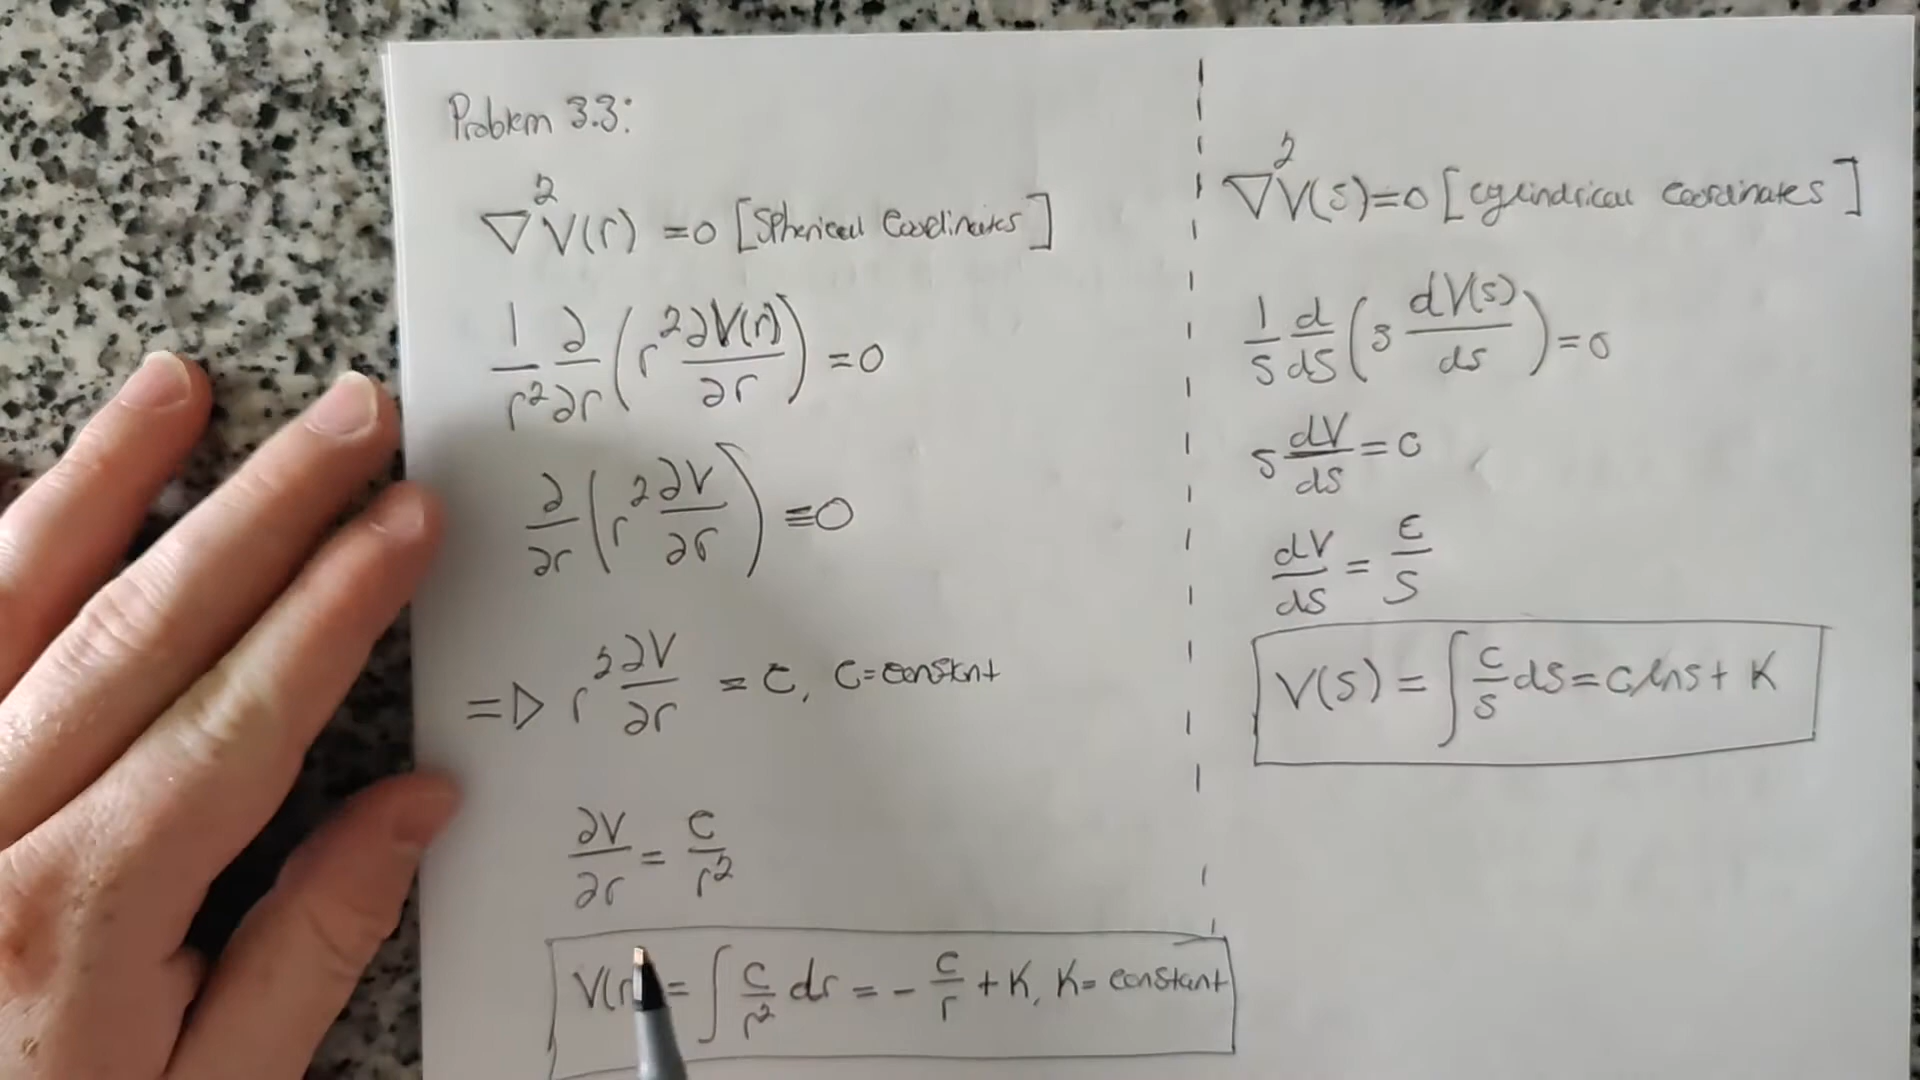 Problem 3.3:
∇²V(r) = 0 [Spherical Coordinates]
1/r² ∂/∂r (r² ∂V(r)/∂r) = 0
∂/∂r (r² ∂V/∂r) = 0
=> r² ∂V/∂r = C, C = constant
∂V/∂r = C/r²
V(r) = ∫ C/r² dr = - C/r + K, K = constant
∇²V(s) = 0 [cylindrical coordinates]
1/s d/ds (s dV(s)/ds) = 0
s dV/ds = C
dV/ds = C/s
V(s) = ∫ C/s ds = C ln s + K